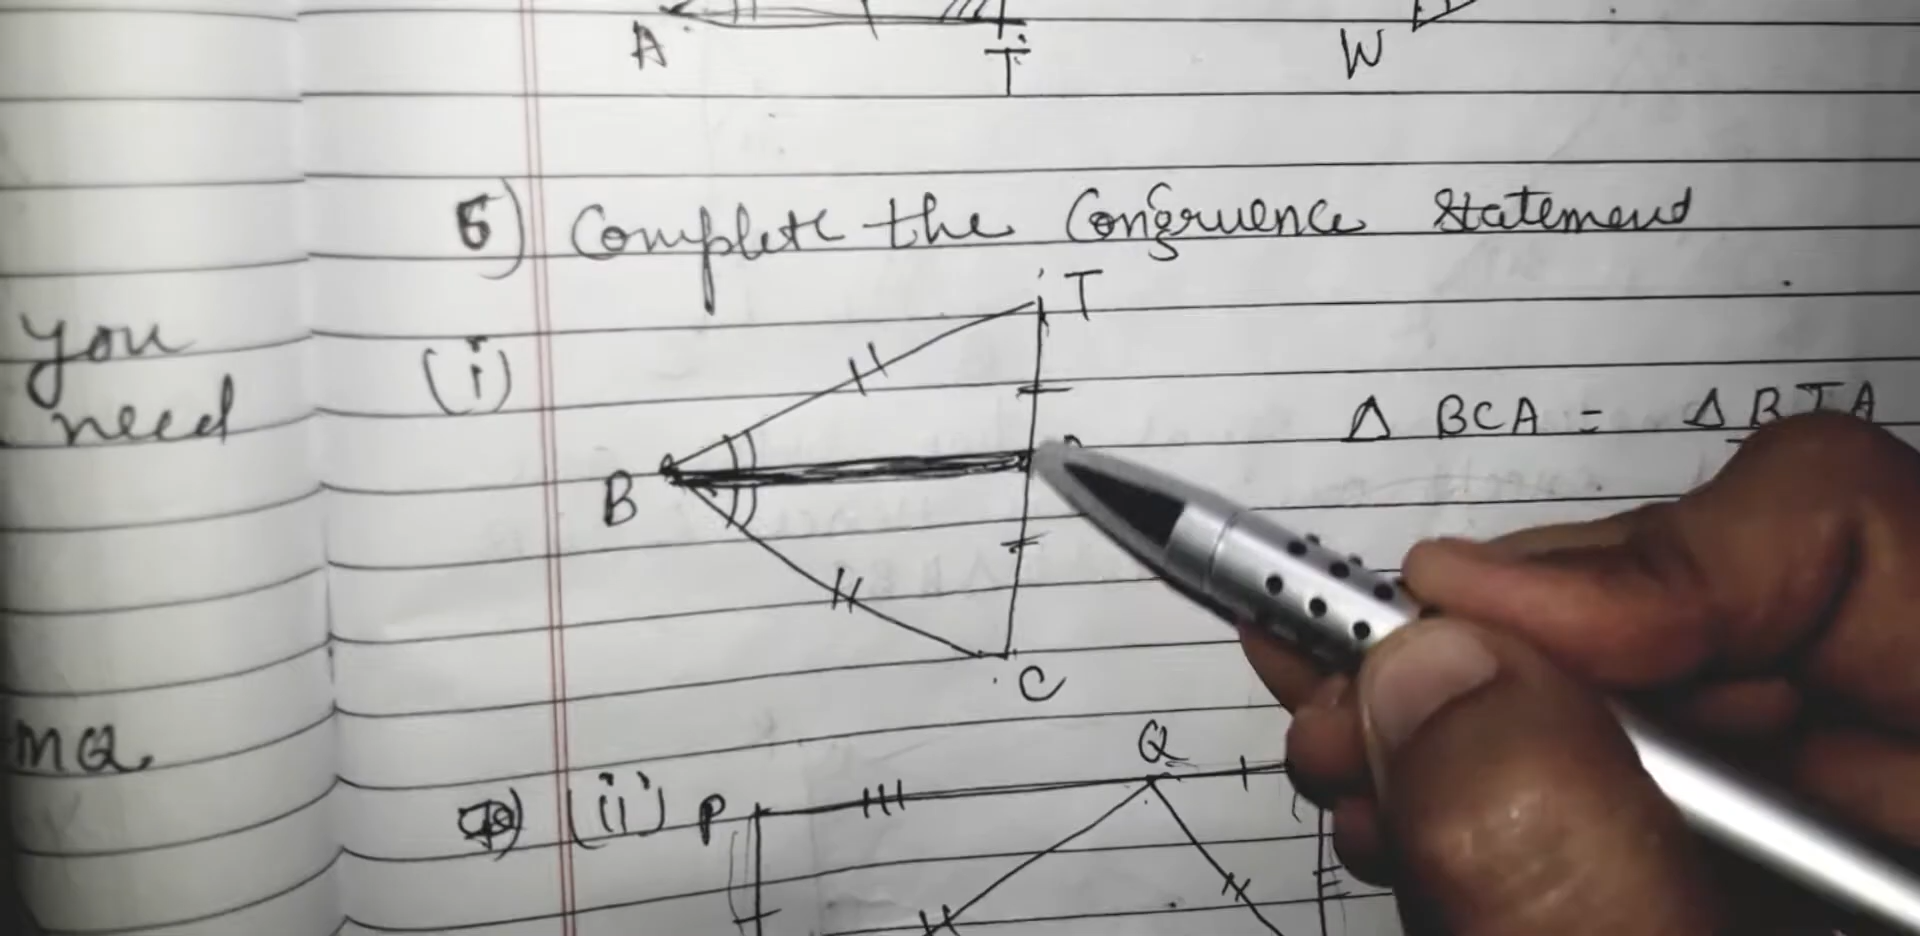 A T W
5) Complete the Congruence Statement
T
you
(i)
need
Δ BCA = Δ BTA
B
C
Q
MQ
(ii) P